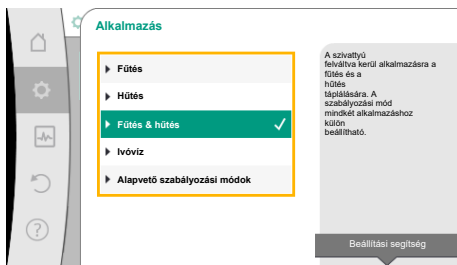 Alkalmazás
Fűtés
Hűtés
Fűtés & hűtés
Ivóvíz
Alapvető szabályozási módok
A szivattyú
felváltva kerül alkalmazásra a
fűtés és a
hűtés
táplálására. A
szabályozási mód
mindkét alkalmazáshoz
külön
beállítható.
Beállítási segítség